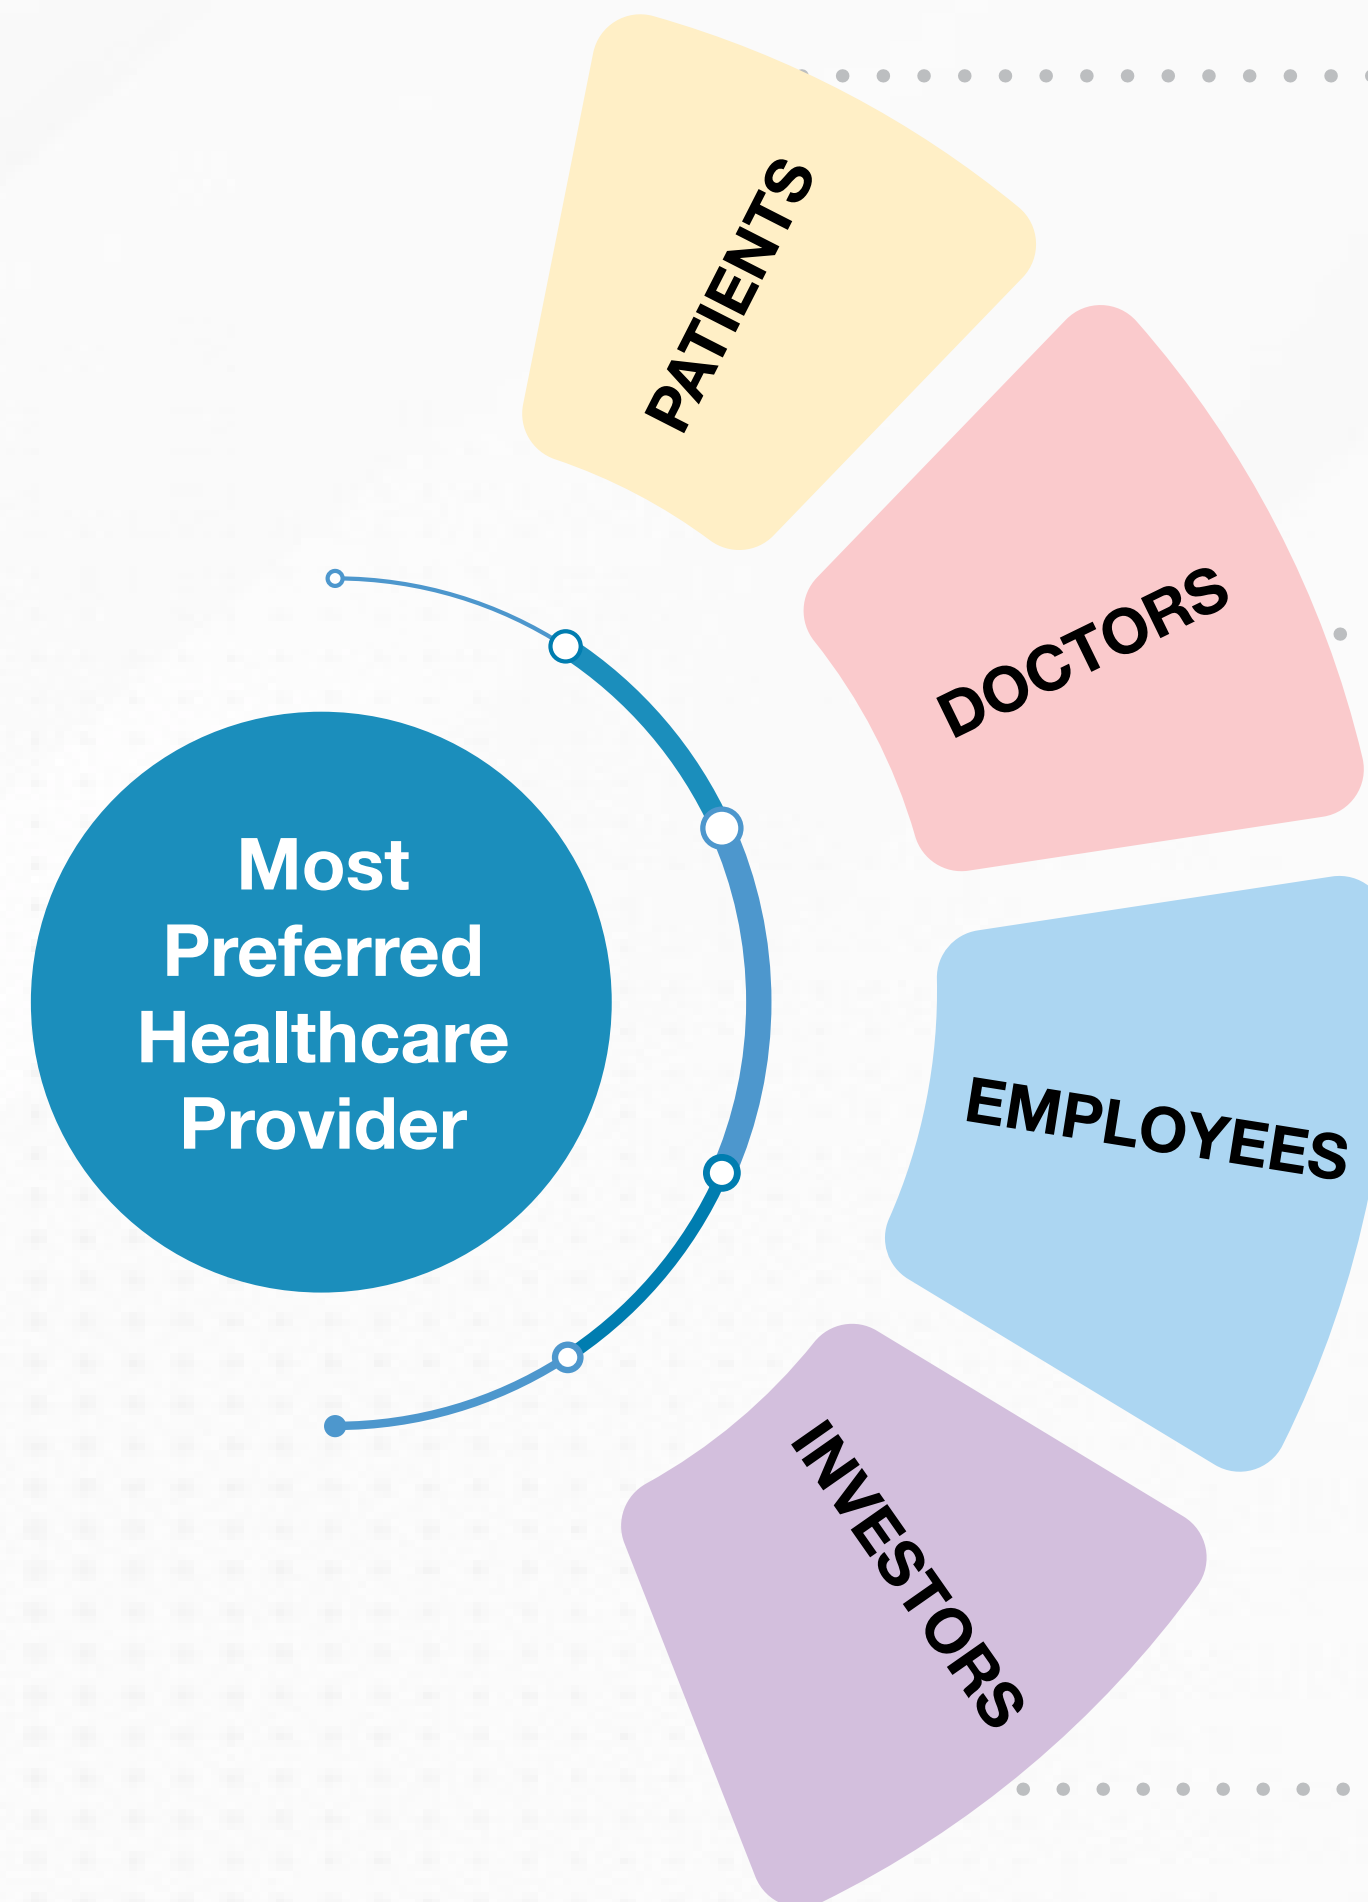 PATIENTS
DOCTORS
Most
Preferred
Healthcare
Provider
EMPLOYEES
INVESTORS